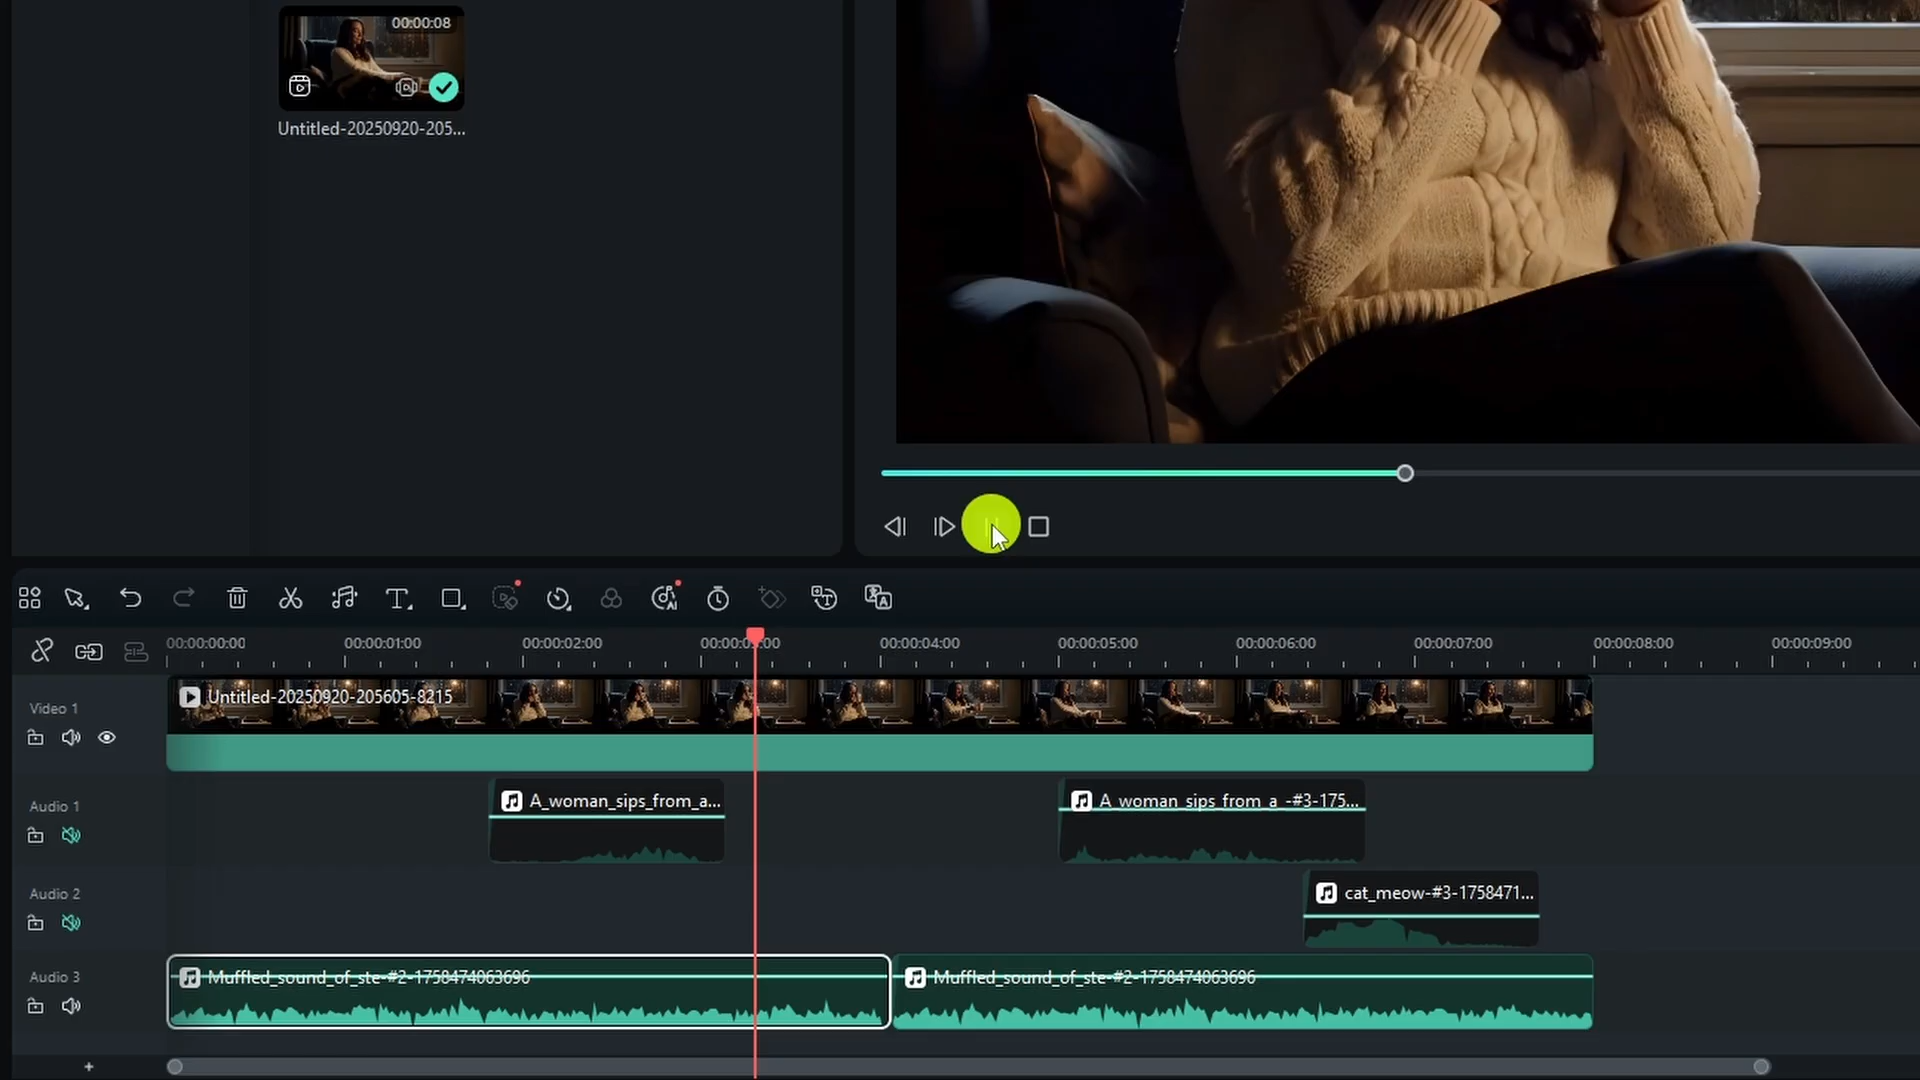 00:00:08
Untitled-20250920-205...
00:00:00:00
00:00:01:00
00:00:02:00
00:00:04:00
00:00:05:00
00:00:06:00
00:00:07:00
00:00:08:00
00:00:09:00
Video 1
Untitled-20250920-205605-8215
Audio 1
A_woman_sips_from_a...
A_woman_sips_from_a_-#3-175...
Audio 2
cat_meow-#3-1758471...
Audio 3
Muffled_sound_of_ste-#2-1758474063696
Muffled_sound_of_ste-#2-1758474063696